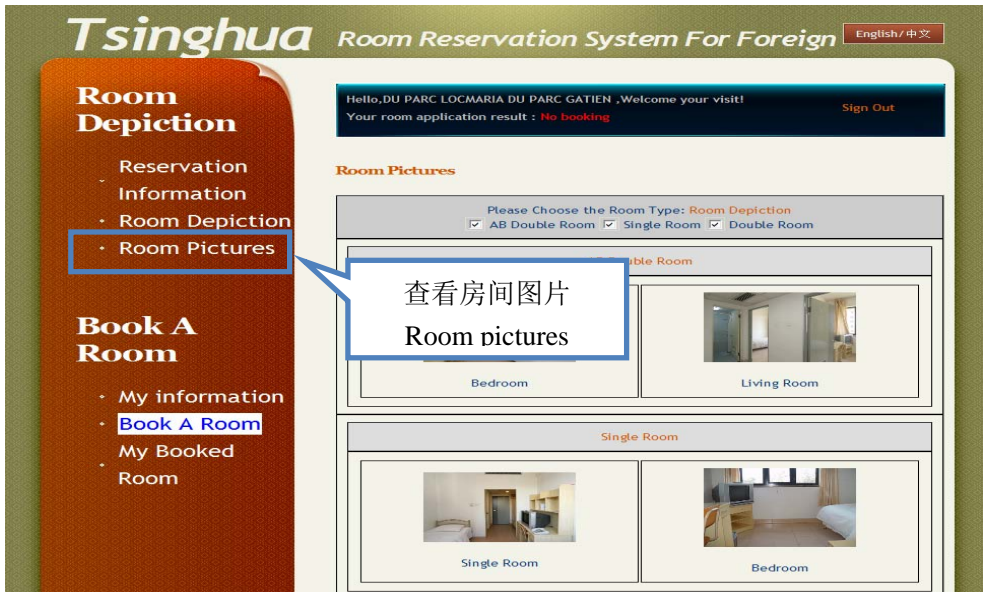 Tsinghua Room Reservation System For Foreign
English/中文
Room
Depiction
Reservation
Information
Room Depiction
Room Pictures
Book A
Room
My information
Book A Room
My Booked
Room
Hello,DU PARC LOCMARIA DU PARC GATIEN ,Welcome your visit!
Sign Out
Your room application result : No booking
Room Pictures
Please Choose the Room Type: Room Depiction
AB Double Room Single Room Double Room
Room
查看房间图片
Room pictures
Bedroom
Living Room
Single Room
Single Room
Bedroom